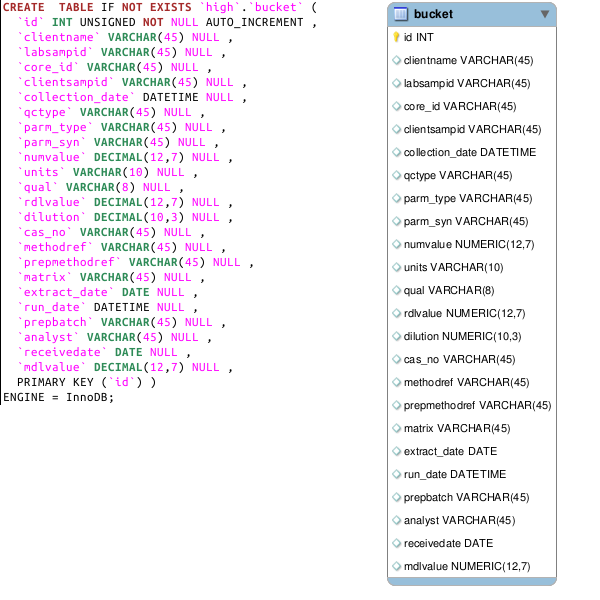 CREATE  TABLE IF NOT EXISTS `high`.`bucket` (
  `id` INT UNSIGNED NOT NULL AUTO_INCREMENT ,
  `clientname` VARCHAR(45) NULL ,
  `labsampid` VARCHAR(45) NULL ,
  `core_id` VARCHAR(45) NULL ,
  `clientsampid` VARCHAR(45) NULL ,
  `collection_date` DATETIME NULL ,
  `qctype` VARCHAR(45) NULL ,
  `parm_type` VARCHAR(45) NULL ,
  `parm_syn` VARCHAR(45) NULL ,
  `numvalue` DECIMAL(12,7) NULL ,
  `units` VARCHAR(10) NULL ,
  `qual` VARCHAR(8) NULL ,
  `rdlvalue` DECIMAL(12,7) NULL ,
  `dilution` DECIMAL(10,3) NULL ,
  `cas_no` VARCHAR(45) NULL ,
  `methodref` VARCHAR(45) NULL ,
  `prepmethodref` VARCHAR(45) NULL ,
  `matrix` VARCHAR(45) NULL ,
  `extract_date` DATE NULL ,
  `run_date` DATETIME NULL ,
  `prepbatch` VARCHAR(45) NULL ,
  `analyst` VARCHAR(45) NULL ,
  `receivedate` DATE NULL ,
  `mdlvalue` DECIMAL(12,7) NULL ,
  PRIMARY KEY (`id`) )
ENGINE = InnoDB;
bucket
id INT
clientname VARCHAR(45)
labsampid VARCHAR(45)
core_id VARCHAR(45)
clientsampid VARCHAR(45)
collection_date DATETIME
qctype VARCHAR(45)
parm_type VARCHAR(45)
parm_syn VARCHAR(45)
numvalue NUMERIC(12,7)
units VARCHAR(10)
qual VARCHAR(8)
rdlvalue NUMERIC(12,7)
dilution NUMERIC(10,3)
cas_no VARCHAR(45)
methodref VARCHAR(45)
prepmethodref VARCHAR(45)
matrix VARCHAR(45)
extract_date DATE
run_date DATETIME
prepbatch VARCHAR(45)
analyst VARCHAR(45)
receivedate DATE
mdlvalue NUMERIC(12,7)